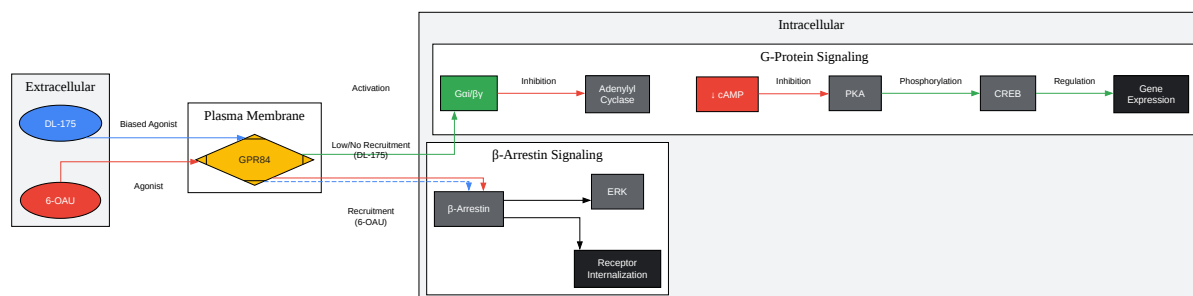 Intracellular
G-Protein Signaling
Extracellular
DL-175
6-OAU
Biased Agonist
Agonist
Plasma Membrane
GPR84
Activation
Low/No Recruitment
(DL-175)
Recruitment
(6-OAU)
Gαi/βγ
Inhibition
Adenylyl
Cyclase
↓ cAMP
Inhibition
PKA
Phosphorylation
CREB
Regulation
Gene
Expression
β-Arrestin Signaling
β-Arrestin
ERK
Receptor
Internalization